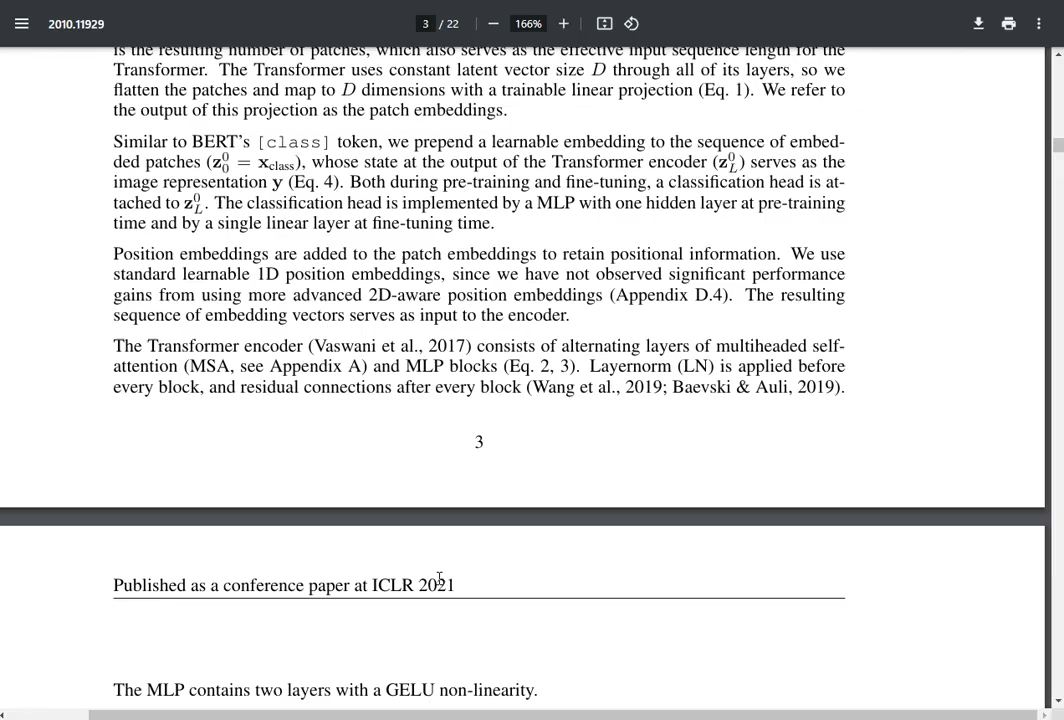 2010.11929
3 / 22
166%
is the resulting number of patches, which also serves as the effective input sequence length for the
Transformer. The Transformer uses constant latent vector size D through all of its layers, so we
flatten the patches and map to D dimensions with a trainable linear projection (Eq. 1). We refer to
the output of this projection as the patch embeddings.
Similar to BERT's [class] token, we prepend a learnable embedding to the sequence of embed-
ded patches (z₀⁰ = x_class), whose state at the output of the Transformer encoder (z_L⁰) serves as the
image representation y (Eq. 4). Both during pre-training and fine-tuning, a classification head is at-
tached to z_L⁰. The classification head is implemented by a MLP with one hidden layer at pre-training
time and by a single linear layer at fine-tuning time.
Position embeddings are added to the patch embeddings to retain positional information. We use
standard learnable 1D position embeddings, since we have not observed significant performance
gains from using more advanced 2D-aware position embeddings (Appendix D.4). The resulting
sequence of embedding vectors serves as input to the encoder.
The Transformer encoder (Vaswani et al., 2017) consists of alternating layers of multiheaded self-
attention (MSA, see Appendix A) and MLP blocks (Eq. 2, 3). Layernorm (LN) is applied before
every block, and residual connections after every block (Wang et al., 2019; Baevski & Auli, 2019).
3
Published as a conference paper at ICLR 2021
The MLP contains two layers with a GELU non-linearity.